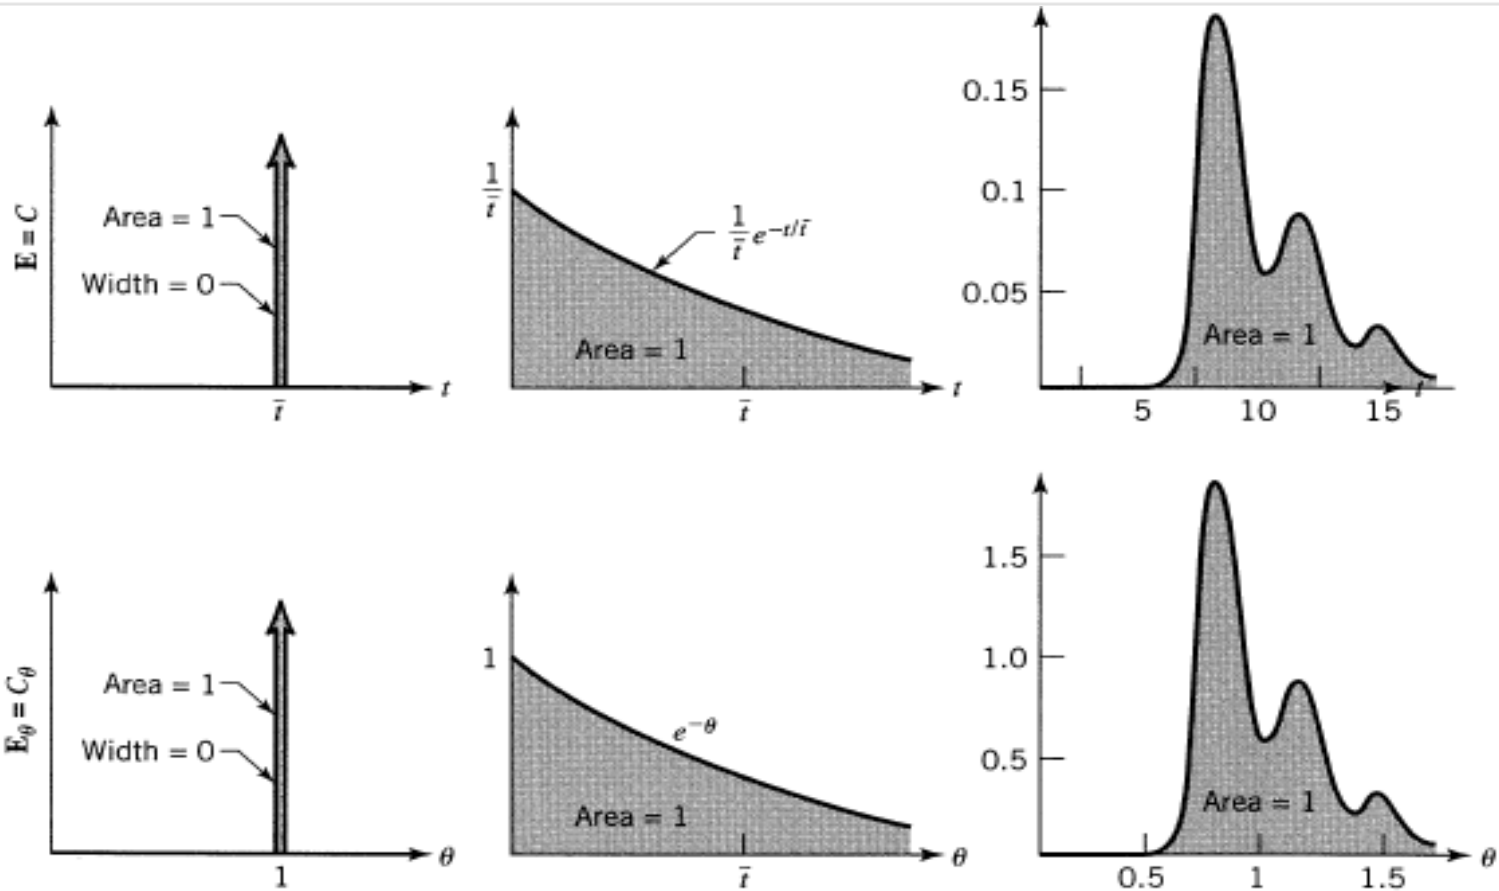 E = C
Area = 1
Width = 0
t
t̄
1/t̄
1/t̄ e^−t/t̄
Area = 1
t̄
t
0.15
0.1
0.05
Area = 1
5
10
15
t
E_θ = C_θ
Area = 1
Width = 0
θ
1
1
e^−θ
Area = 1
t̄
θ
1.5
1.0
0.5
Area = 1
0.5
1
1.5
θ